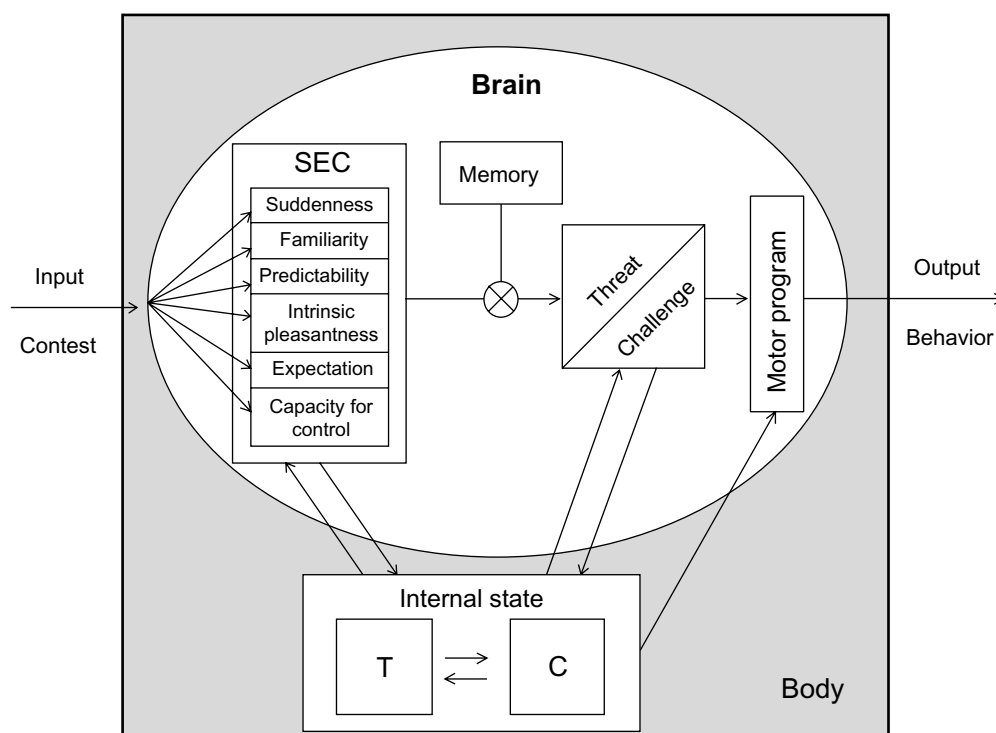 Brain
SEC
Suddenness
Familiarity
Predictability
Intrinsic
pleasantness
Expectation
Capacity for
control
Memory
Threat
Challenge
Motor program
Input
Contest
Output
Behavior
Internal state
T
C
Body